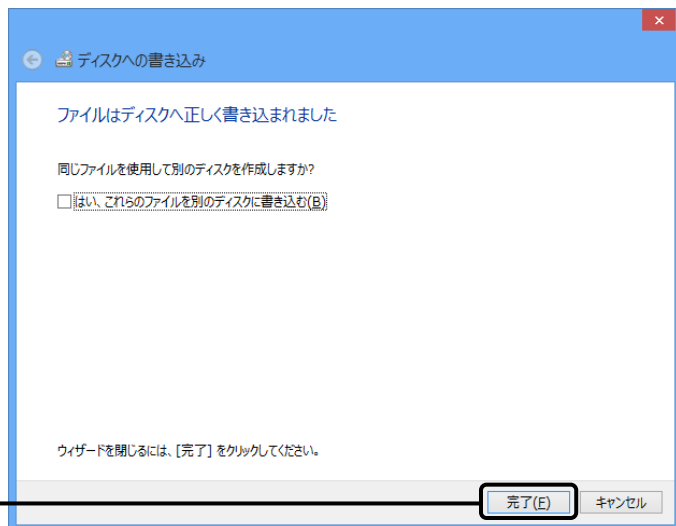 ディスクへの書き込み
ファイルはディスクへ正しく書き込まれました
同じファイルを使用して別のディスクを作成しますか?
はい、これらのファイルを別のディスクに書き込む(B)
ウィザードを閉じるには、[完了] をクリックしてください。
完了(F)
キャンセル